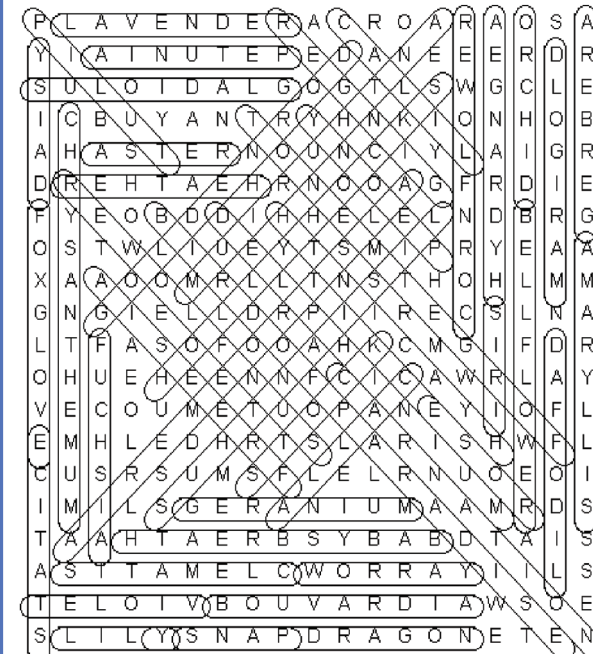 P L A V E N D E R A C R O A R A O S A
Y I A I N U T E P E D A N E E E R D R
S U L O I D A L G O G T L S W G C L E
I C B U Y A N T R Y H N K I O N H O B
A H A S T E R N O U N C I Y L A I G R
D R E H T A E H R N O O A G F R D I E
F Y E O B D D I H H E L E L N D B R G
O S T W L I U E Y T S M I P R Y E A A
X A A O O M R L L T N S T H O H L M M
G N G I E L L D R P I I R E C S L N A
L T F A S O F O O A H K C M G I F D R
O H U E H E E N N F C I C A W R L A Y
V E C O U M E T U O P A N E Y I O F L
E M H L E D H R T S L A R I S H W F L
C U S R S U M S F L E L R N U O E O I
I M I L S G E R A N I U M A A M R D S
T A A H T A E R B S Y B A B D T A I S
A S T T A M E L C W O R R A Y I I L S
T E L O I V B O U V A R D I A W S O E
S L I L Y S N A P D R A G O N E T E N